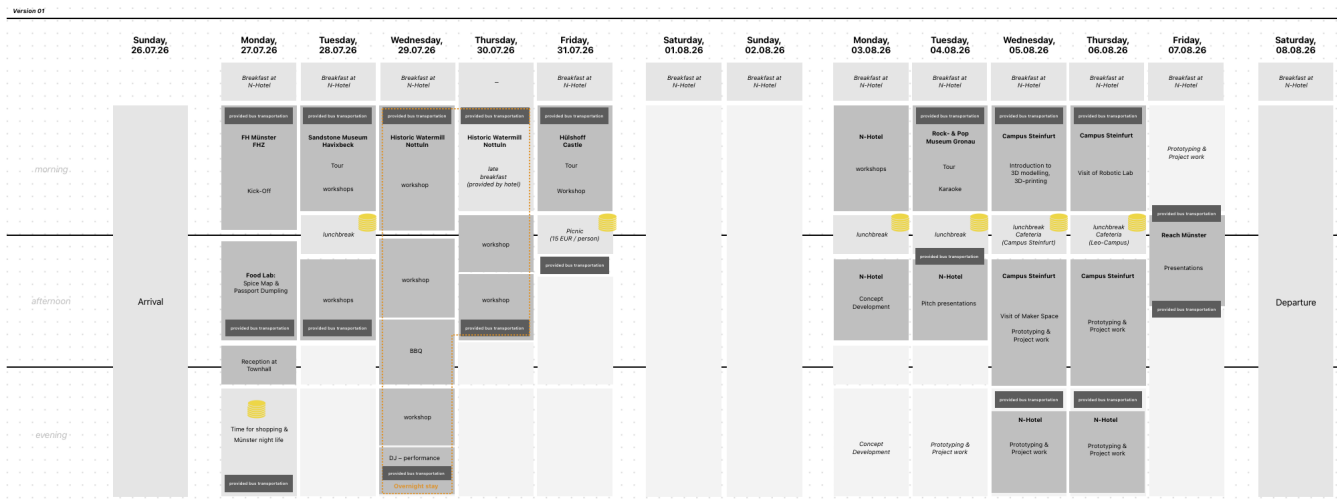 Version 01
Sunday,
26.07.26
Monday,
27.07.26
Tuesday,
28.07.26
Wednesday,
29.07.26
Thursday,
30.07.26
Friday,
31.07.26
Saturday,
01.08.26
Sunday,
02.08.26
Monday,
03.08.26
Tuesday,
04.08.26
Wednesday,
05.08.26
Thursday,
06.08.26
Friday,
07.08.26
Saturday,
08.08.26
morning
afternoon
evening
Arrival
Breakfast at
N-Hotel
provided bus transportation
FH Münster
FHZ
Kick-Off
Food Lab:
Spice Map &
Passport Dumpling
provided bus transportation
Reception at
Townhall
Time for shopping &
Münster night life
provided bus transportation
Breakfast at
N-Hotel
provided bus transportation
Sandstone Museum
Havixbeck
Tour
workshops
lunchbreak
workshops
provided bus transportation
Breakfast at
N-Hotel
provided bus transportation
Historic Watermill
Nottuln
workshop
workshop
BBQ
workshop
DJ – performance
provided bus transportation
Overnight stay
–
provided bus transportation
Historic Watermill
Nottuln
late
breakfast
(provided by hotel)
workshop
workshop
provided bus transportation
Breakfast at
N-Hotel
provided bus transportation
Hülshoff
Castle
Tour
Workshop
Picnic
(15 EUR / person)
provided bus transportation
Breakfast at
N-Hotel
Breakfast at
N-Hotel
Breakfast at
N-Hotel
N-Hotel
workshops
lunchbreak
N-Hotel
Concept
Development
Concept
Development
Breakfast at
N-Hotel
provided bus transportation
Rock- & Pop
Museum Gronau
Tour
Karaoke
lunchbreak
provided bus transportation
N-Hotel
Pitch presentations
Prototyping &
Project work
Breakfast at
N-Hotel
provided bus transportation
Campus Steinfurt
Introduction to
3D modelling,
3D-printing
lunchbreak
Cafeteria
(Campus Steinfurt)
Campus Steinfurt
Visit of Maker Space
Prototyping &
Project work
provided bus transportation
N-Hotel
Prototyping &
Project work
Breakfast at
N-Hotel
provided bus transportation
Campus Steinfurt
Visit of Robotic Lab
lunchbreak
Cafeteria
(Leo-Campus)
Campus Steinfurt
Prototyping &
Project work
provided bus transportation
N-Hotel
Prototyping &
Project work
Breakfast at
N-Hotel
Prototyping &
Project work
provided bus transportation
Reach Münster
Presentations
provided bus transportation
Breakfast at
N-Hotel
Departure